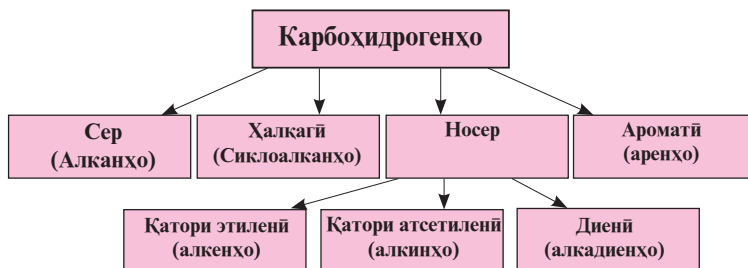 Карбоҳидрогенҳо
Сер
(Алканҳо)
Ҳалқагӣ
(Сиклоалканҳо)
Носер
Ароматӣ
(аренҳо)
Қатори этиленӣ
(алкенҳо)
Қатори атсетиленӣ
(алкинҳо)
Диенӣ
(алкадиенҳо)